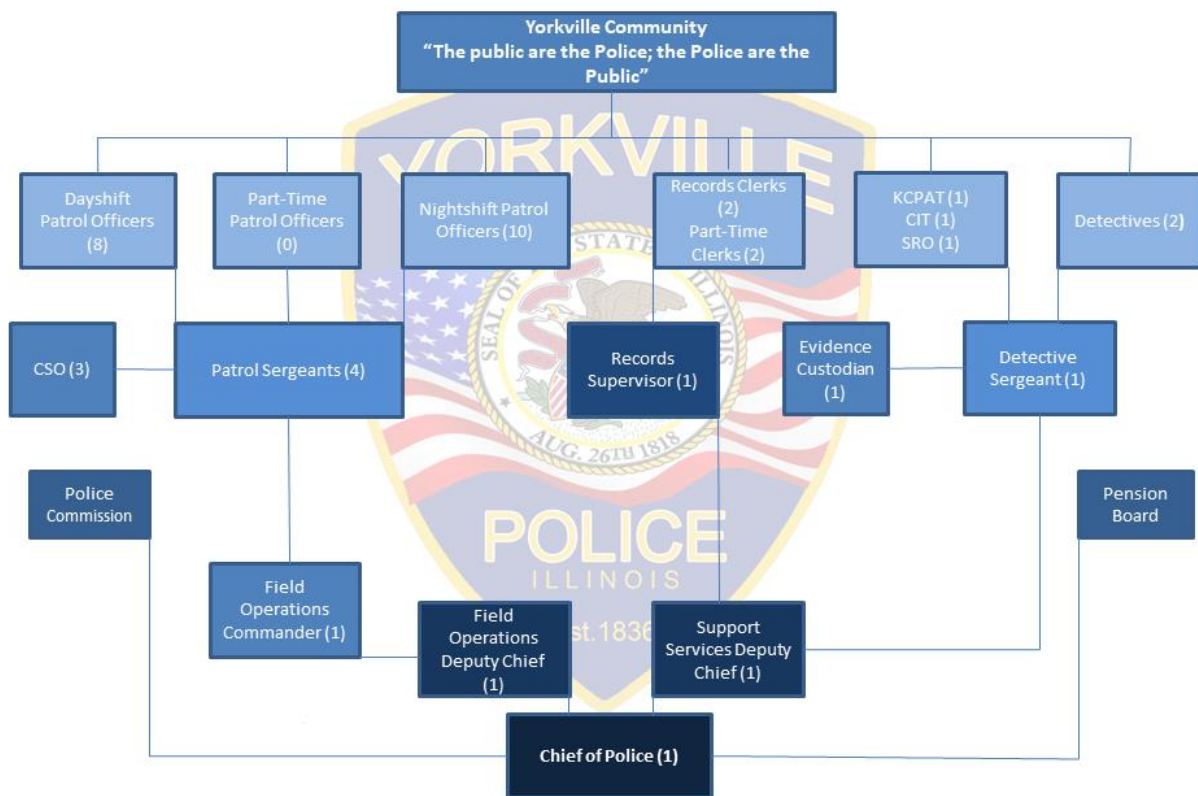 Yorkville Community
“The public are the Police; the Police are the
Public”
Dayshift
Patrol Officers
(8)
Part-Time
Patrol Officers
(0)
Nightshift Patrol
Officers (10)
Records Clerks
(2)
Part-Time
Clerks (2)
KCPAT (1)
CIT (1)
SRO (1)
Detectives (2)
CSO (3)
Patrol Sergeants (4)
Records
Supervisor (1)
Evidence
Custodian
(1)
Detective
Sergeant (1)
Police
Commission
Pension
Board
Field
Operations
Commander (1)
Field
Operations
Deputy Chief
(1)
Support
Services Deputy
Chief (1)
Chief of Police (1)
YORKVILLE
SEAL OF STATE ILLINOIS
AUG. 26TH 1818
POLICE
ILLINOIS
st.1836